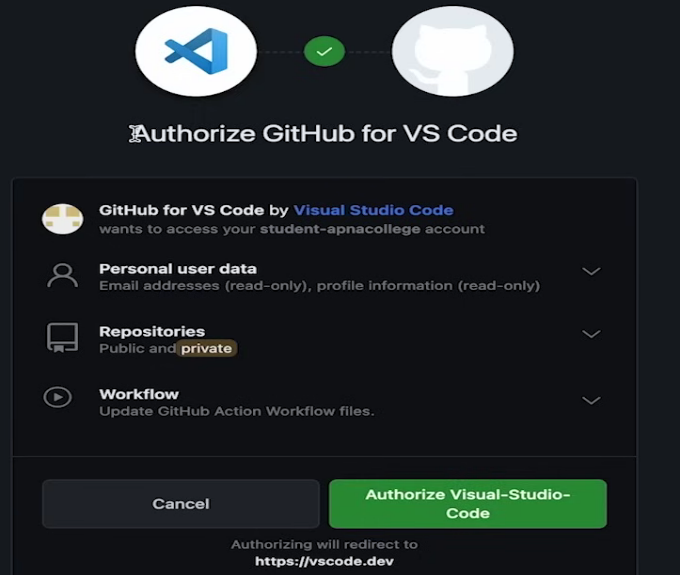 Authorize GitHub for VS Code
GitHub for VS Code by Visual Studio Code
wants to access your student-apnacollege account
Personal user data
Email addresses (read-only), profile information (read-only)
Repositories
Public and private
Workflow
Update GitHub Action Workflow files.
Cancel
Authorize Visual-Studio-
Code
Authorizing will redirect to
https://vscode.dev